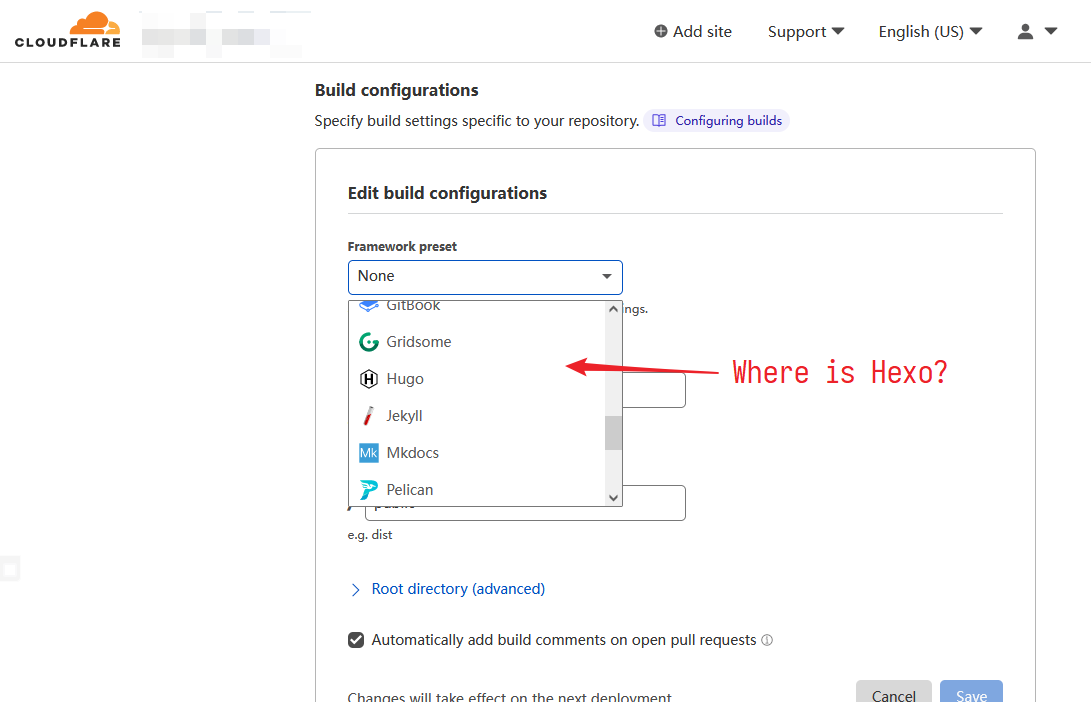 CLOUDFLARE
Add site Support English (US)
Build configurations
Specify build settings specific to your repository. Configuring builds
Edit build configurations
Framework preset
None
GitBook
ngs.
Gridsome
Where is Hexo?
Hugo
Jekyll
Mk Mkdocs
Pelican
/ public
e.g. dist
Root directory (advanced)
Automatically add build comments on open pull requests
Changes will take effect on the next deployment
Cancel Save